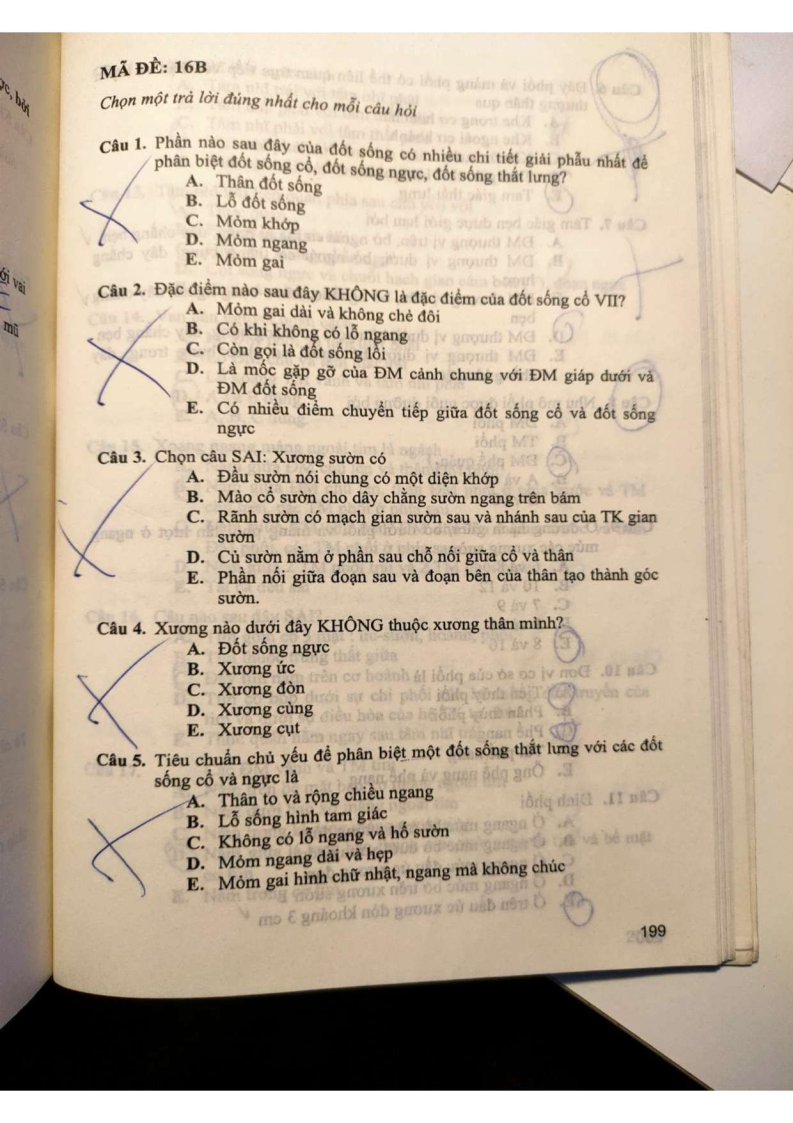 ợc, bởi
ới vai
mũ
MÃ ĐỀ: 16B
Chọn một trả lời đúng nhất cho mỗi câu hỏi
Câu 1. Phần nào sau đây của đốt sống có nhiều chi tiết giải phẫu nhất để
phân biệt đốt sống cổ, đốt sống ngực, đốt sống thắt lưng?
A. Thân đốt sống
B. Lỗ đốt sống
C. Mỏm khớp
D. Mỏm ngang
E. Mỏm gai
Câu 2. Đặc điểm nào sau đây KHÔNG là đặc điểm của đốt sống cổ VII?
A. Mỏm gai dài và không chẻ đôi
B. Có khi không có lỗ ngang
C. Còn gọi là đốt sống lồi
D. Là mốc gặp gỡ của ĐM cảnh chung với ĐM giáp dưới và
ĐM đốt sống
E. Có nhiều điểm chuyển tiếp giữa đốt sống cổ và đốt sống
ngực
Câu 3. Chọn câu SAI: Xương sườn có
A. Đầu sườn nói chung có một diện khớp
B. Mào cổ sườn cho dây chằng sườn ngang trên bám
C. Rãnh sườn có mạch gian sườn sau và nhánh sau của TK gian
sườn
D. Củ sườn nằm ở phần sau chỗ nối giữa cổ và thân
E. Phần nối giữa đoạn sau và đoạn bên của thân tạo thành góc
sườn.
Câu 4. Xương nào dưới đây KHÔNG thuộc xương thân mình?
A. Đốt sống ngực
B. Xương ức
C. Xương đòn
D. Xương cùng
E. Xương cụt
Câu 5. Tiêu chuẩn chủ yếu để phân biệt một đốt sống thắt lưng với các đốt
sống cổ và ngực là
A. Thân to và rộng chiều ngang
B. Lỗ sống hình tam giác
C. Không có lỗ ngang và hố sườn
D. Mỏm ngang dài và hẹp
E. Mỏm gai hình chữ nhật, ngang mà không chúc
199